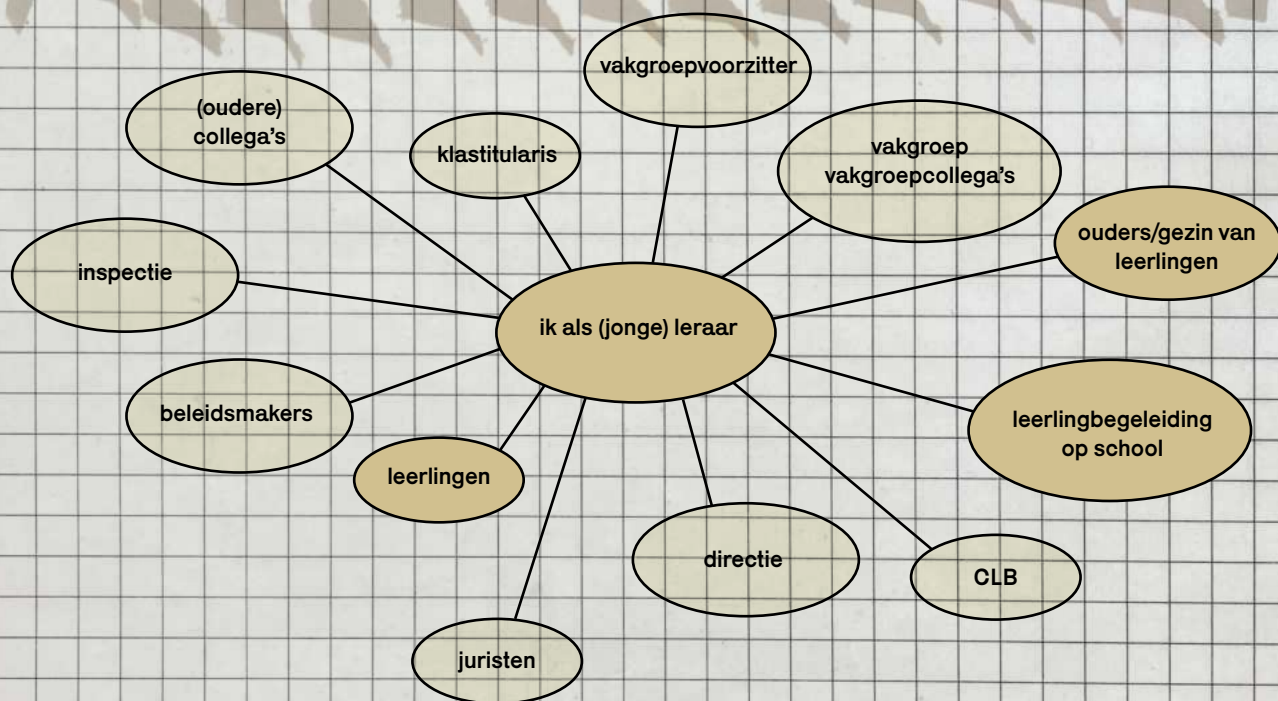 vakgroepvoorzitter
(oudere)
collega's
klastitularis
vakgroep
vakgroepcollega's
ouders/gezin van
leerlingen
inspectie
ik als (jonge) leraar
beleidsmakers
leerlingbegeleiding
op school
leerlingen
directie
CLB
juristen